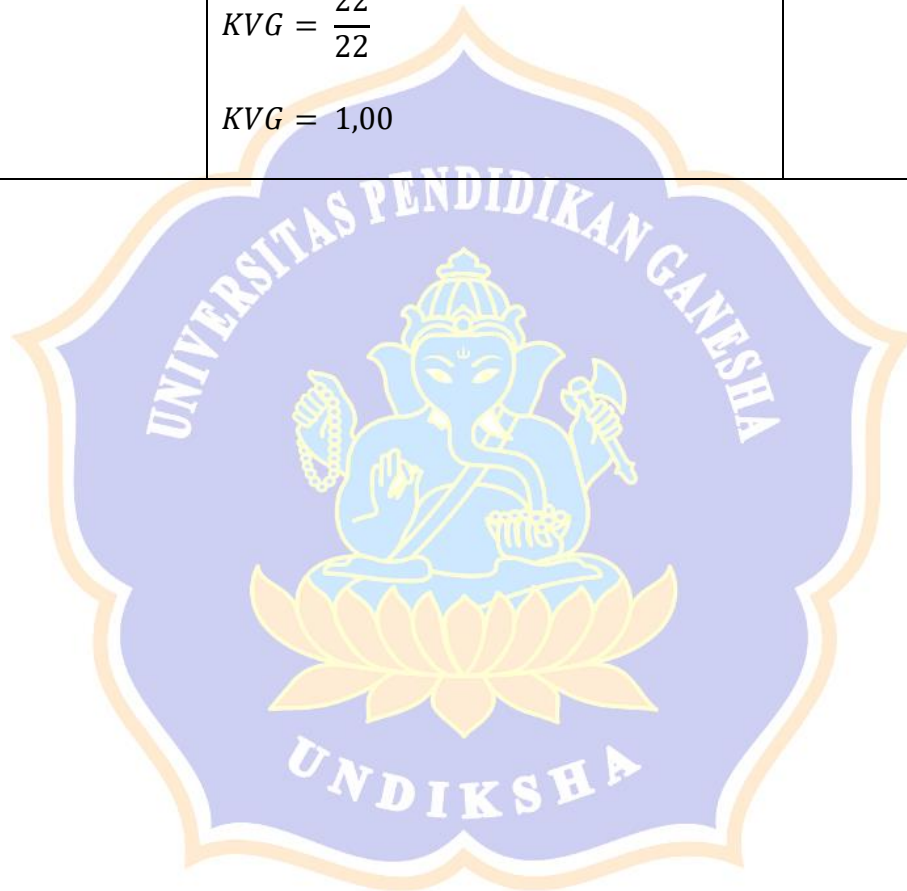 KVG = 22/22
KVG = 1,00
UNIVERSITAS PENDIDIKAN GANESHA
UNDIKSHA